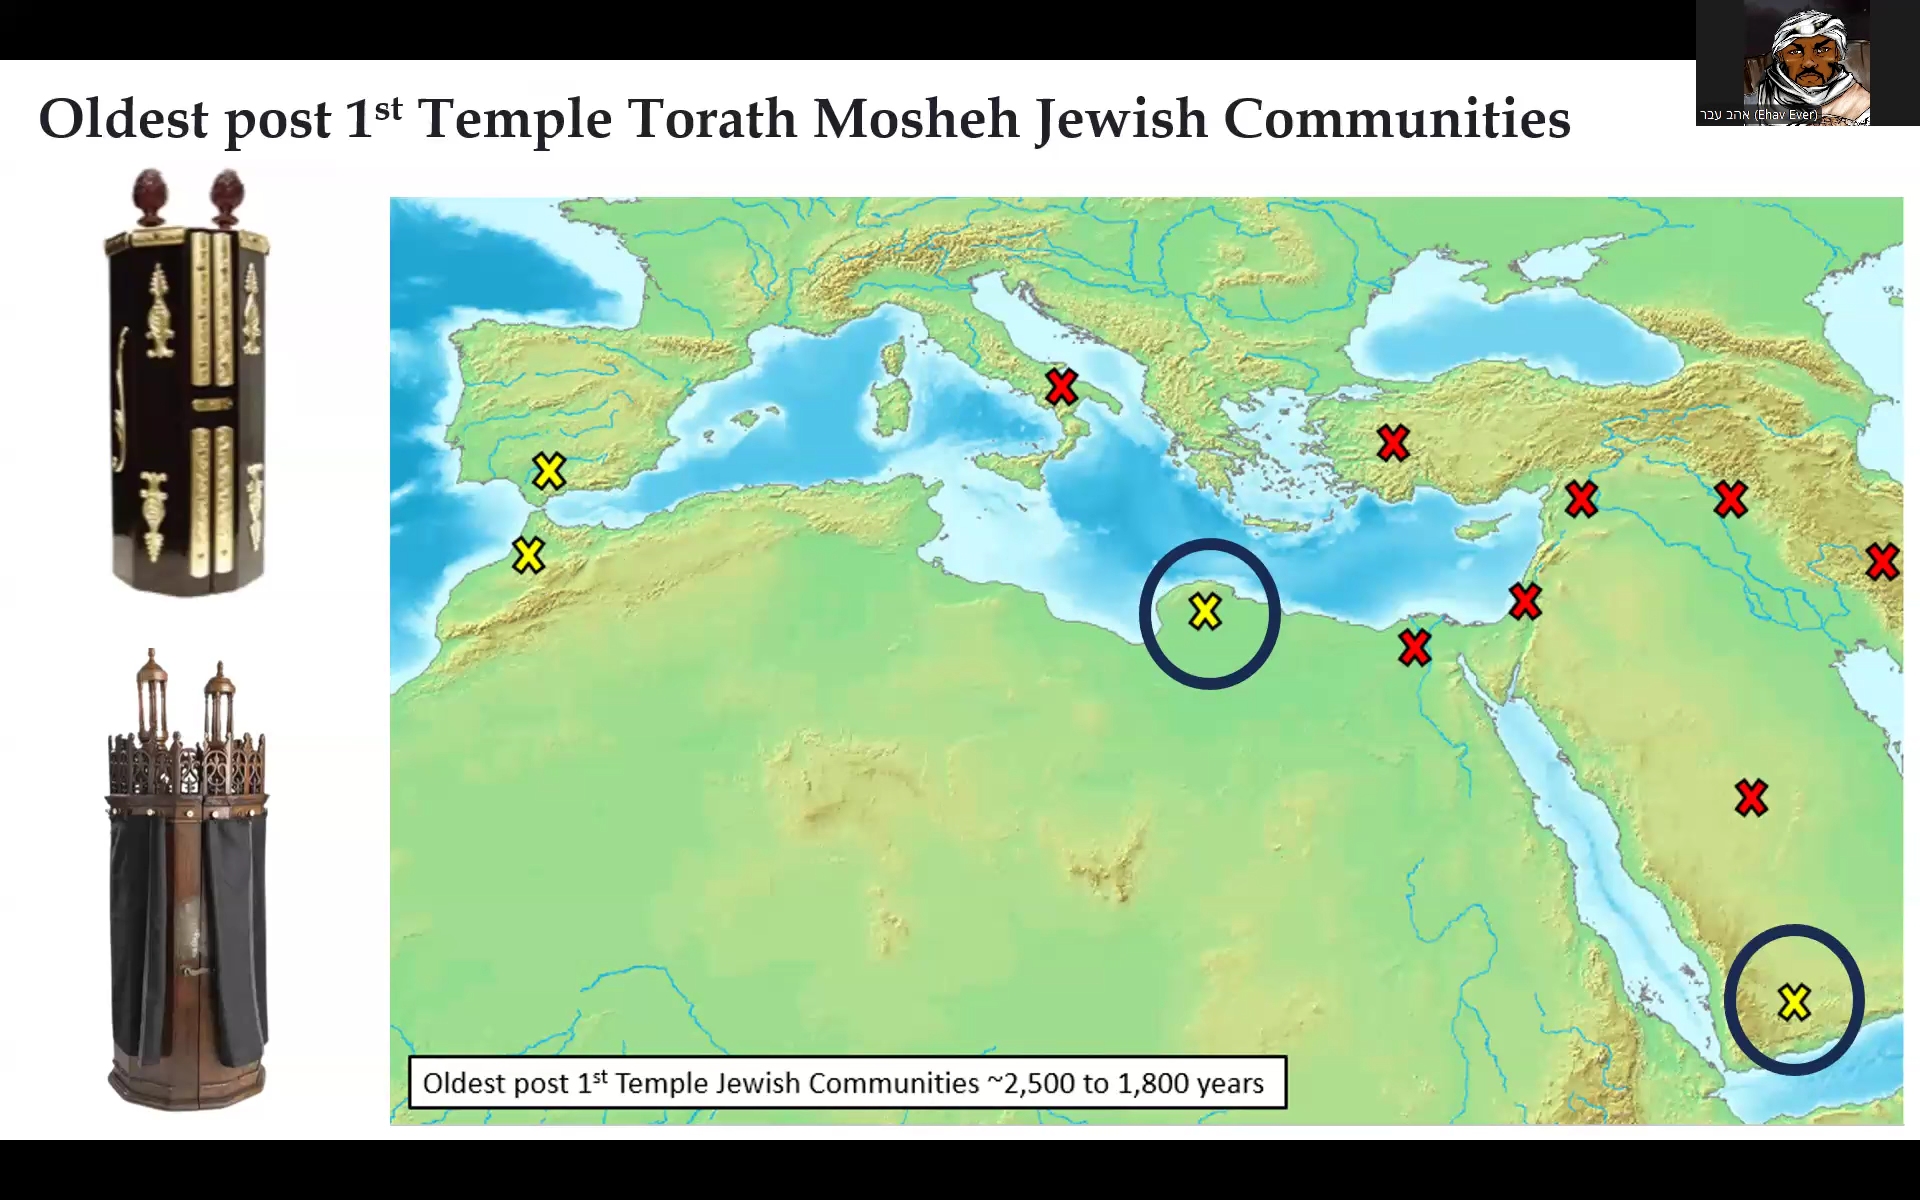 Oldest post 1st Temple Torath Mosheh Jewish Communities
אהב עבר (Ehav Ever)
Oldest post 1st Temple Jewish Communities ~2,500 to 1,800 years